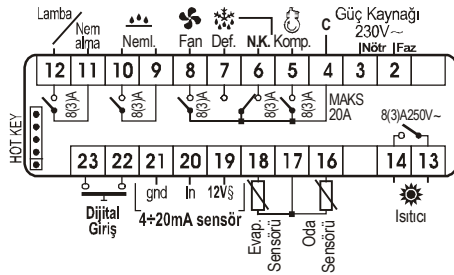 Lamba
Nem
alma
Neml.
Fan
Def.
N.K.
Komp.
C
Güç Kaynağı
230V~
Nötr
Faz
12
11
10
9
8
7
6
5
4
3
2
8(3)A
8(3)A
8(3)A
8(3)A
8(3)A
MAKS
20A
8(3)A250V~
HOT KEY
23
22
21
20
19
18
17
16
14
13
gnd
In
12V§
Dijital
Giriş
4÷20mA sensör
Evap.
Sensörü
Oda
Sensörü
Isıtıcı